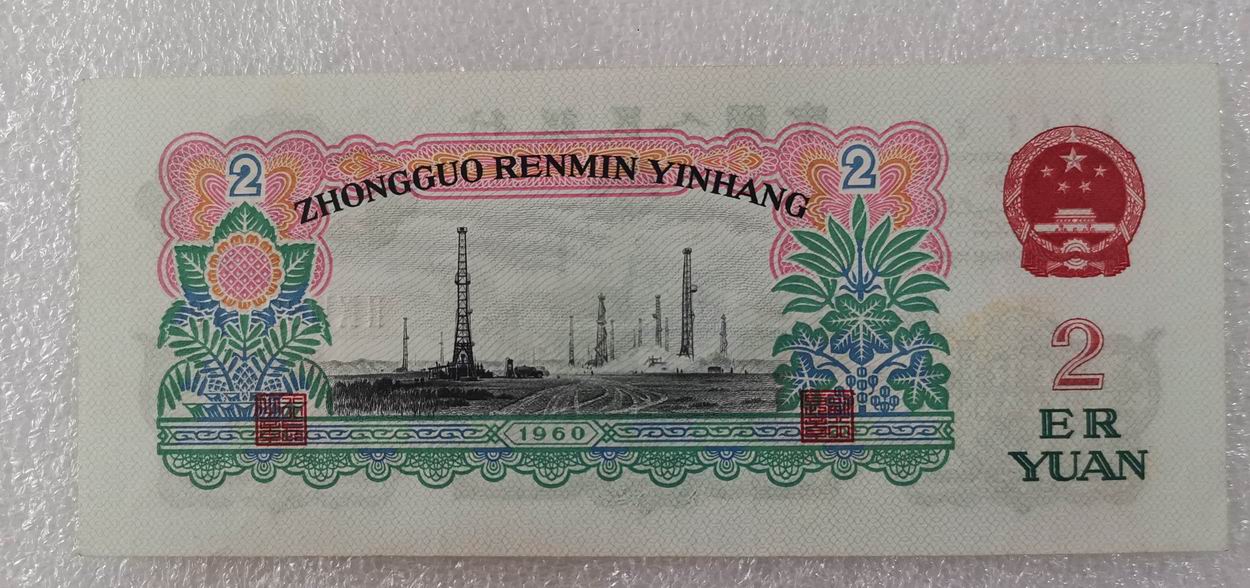 2
2
ZHONGGUO RENMIN YINHANG
1960
2
ER
YUAN